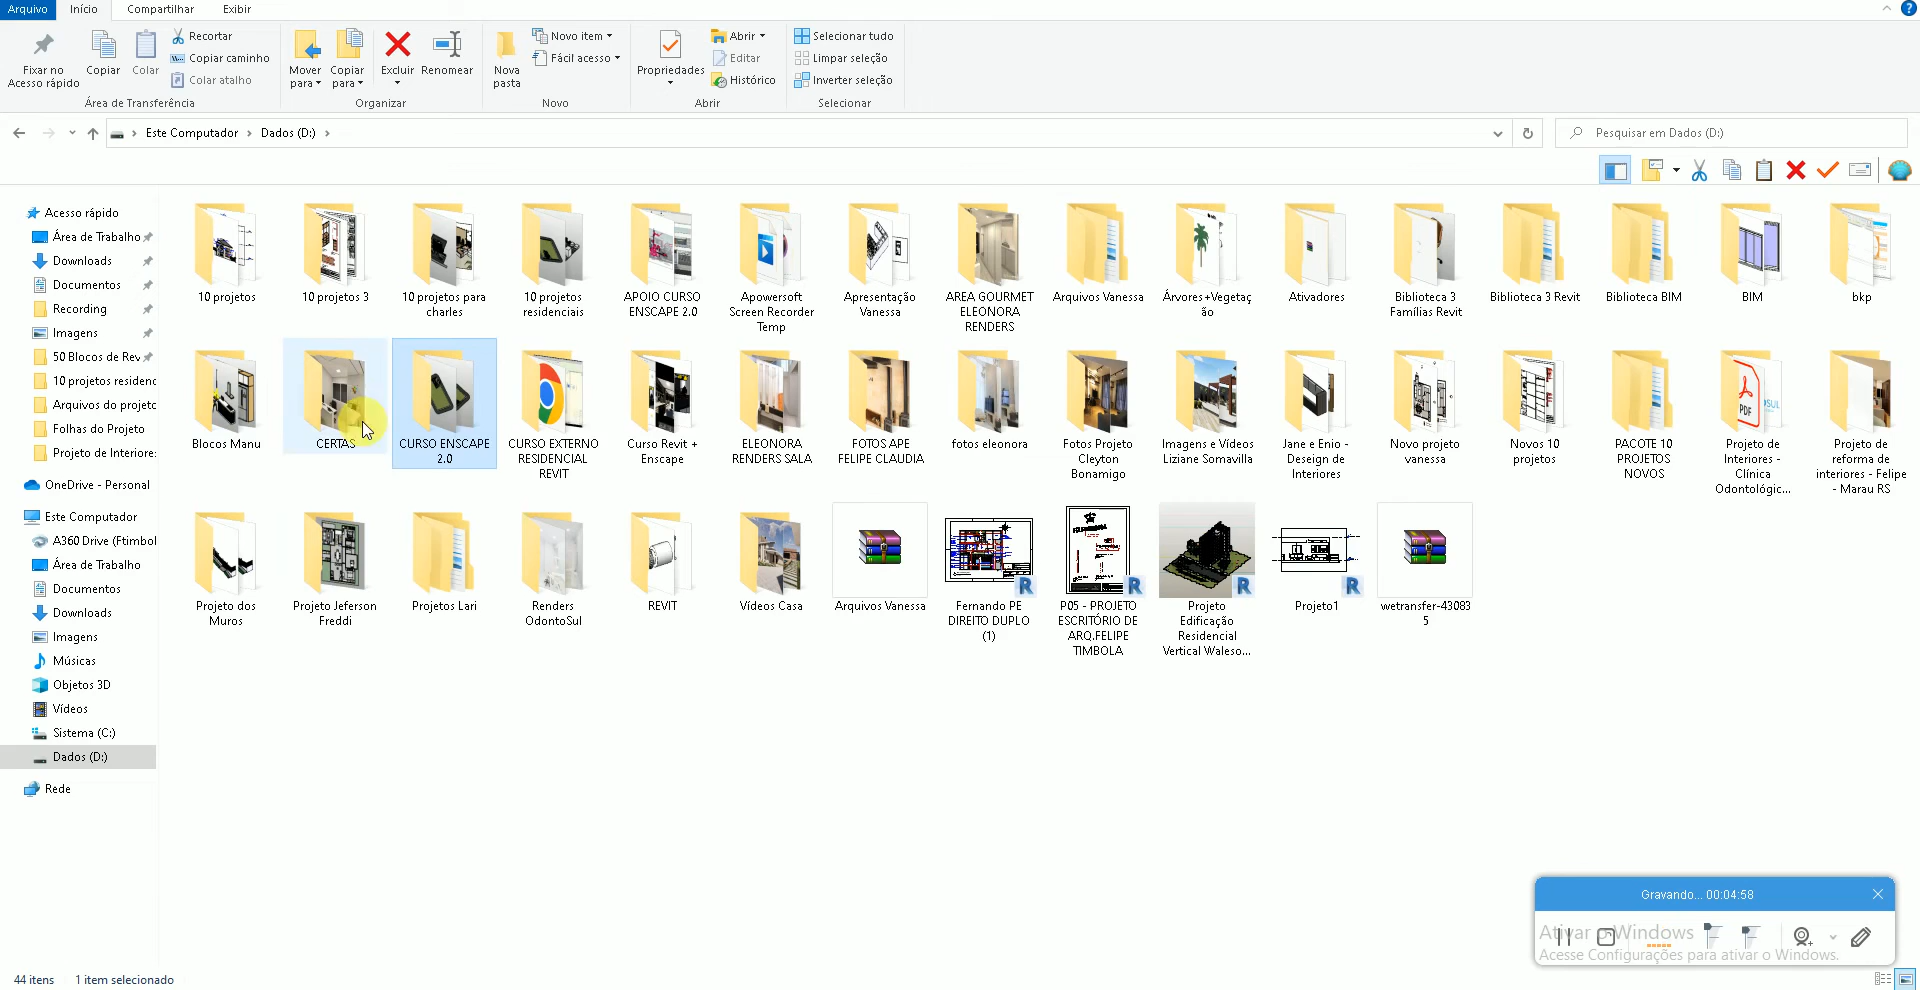 Arquivo Início Compartilhar Exibir
Fixar no
Acesso rápido
Copiar
Colar
Recortar
Copiar caminho
Colar atalho
Área de Transferência
Mover
para
Copiar
para
Excluir
Renomear
Organizar
Nova
pasta
Novo item
Fácil acesso
Novo
Propriedades
Abrir
Editar
Histórico
Abrir
Selecionar tudo
Limpar seleção
Inverter seleção
Selecionar
Este Computador > Dados (D:) >
Pesquisar em Dados (D:)
Acesso rápido
Área de Trabalho
Downloads
Documentos
Recording
Imagens
50 Blocos de Rev
10 projetos residenc
Arquivos do projeto
Folhas do Projeto
Projeto de Interiore:
OneDrive - Personal
Este Computador
A360 Drive (Ftimbol
Área de Trabalho
Documentos
Downloads
Imagens
Músicas
Objetos 3D
Vídeos
Sistema (C:)
Dados (D:)
Rede
10 projetos
10 projetos 3
10 projetos para
charles
10 projetos
residenciais
APOIO CURSO
ENSCAPE 2.0
Apowersoft
Screen Recorder
Temp
Apresentação
Vanessa
AREA GOURMET
ELEONORA
RENDERS
Arquivos Vanessa
Árvores+Vegetaç
ão
Ativadores
Biblioteca 3
Famílias Revit
Biblioteca 3 Revit
Biblioteca BIM
BIM
bkp
Blocos Manu
CERTAS
CURSO ENSCAPE
2.0
CURSO EXTERNO
RESIDENCIAL
REVIT
Curso Revit +
Enscape
ELEONORA
RENDERS SALA
FOTOS APE
FELIPE CLAUDIA
fotos eleonora
Fotos Projeto
Cleyton
Bonamigo
Imagens e Vídeos
Liziane Somavilla
Jane e Enio -
Deseign de
Interiores
Novo projeto
vanessa
Novos 10
projetos
PACOTE 10
PROJETOS
NOVOS
PDF
Projeto de
Interiores -
Clínica
Odontológic...
Projeto de
reforma de
interiores - Felipe
- Marau RS
Projeto dos
Muros
Projeto Jeferson
Freddi
Projetos Lari
Renders
OdontoSul
REVIT
Vídeos Casa
Arquivos Vanessa
R
Fernando PE
DIREITO DUPLO
(1)
R
P05 - PROJETO
ESCRITÓRIO DE
ARQ.FELIPE
TIMBOLA
R
Projeto
Edificação
Residencial
Vertical Waleso...
R
Projeto1
wetransfer-43083
5
Gravando... 00:04:58
Ativar o Windows
Acesse Configurações para ativar o Windows.
44 itens 1 item selecionado